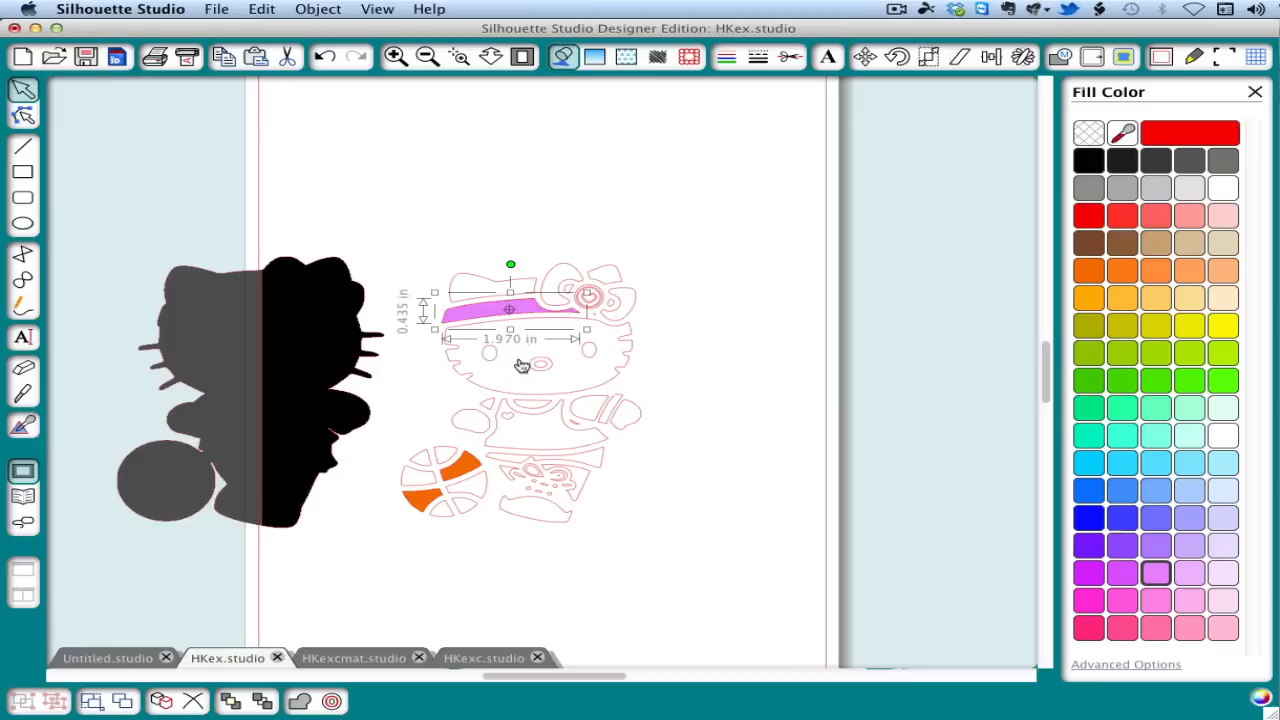 Silhouette Studio File Edit Object View Help
Silhouette Studio Designer Edition: HKex.studio
Fill Color
0.435 in
1.970 in
Advanced Options
Untitled.studio HKex.studio HKexcmat.studio HKexc.studio